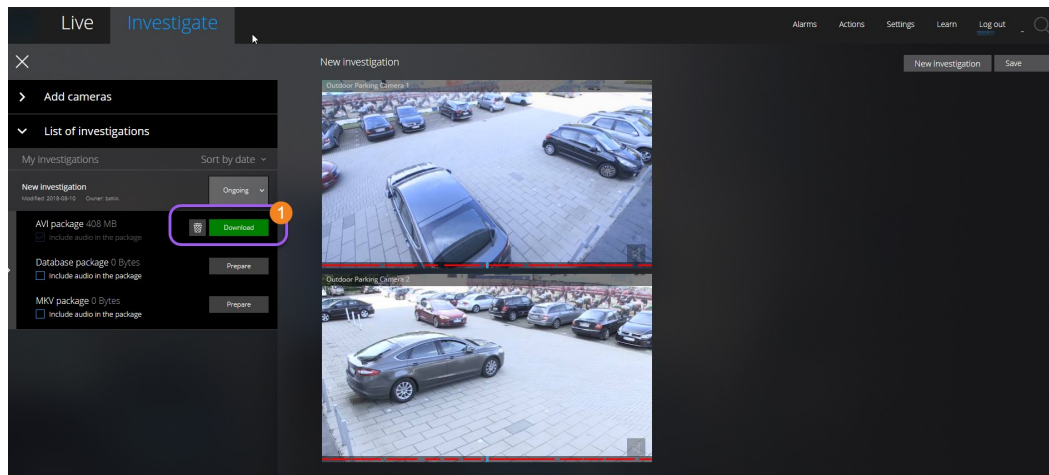 Live
Investigate
Alarms
Actions
Settings
Learn
Log out
New investigation
New investigation
Save
Add cameras
List of investigations
My investigations
Sort by date
New investigation
Ongoing
Modified: 2018-08-10 Owner:
1
AVI package 408 MB
Download
Include audio in the package
Database package 0 Bytes
Prepare
Include audio in the package
MKV package 0 Bytes
Prepare
Include audio in the package
Outdoor Parking Camera 1
Outdoor Parking Camera 2